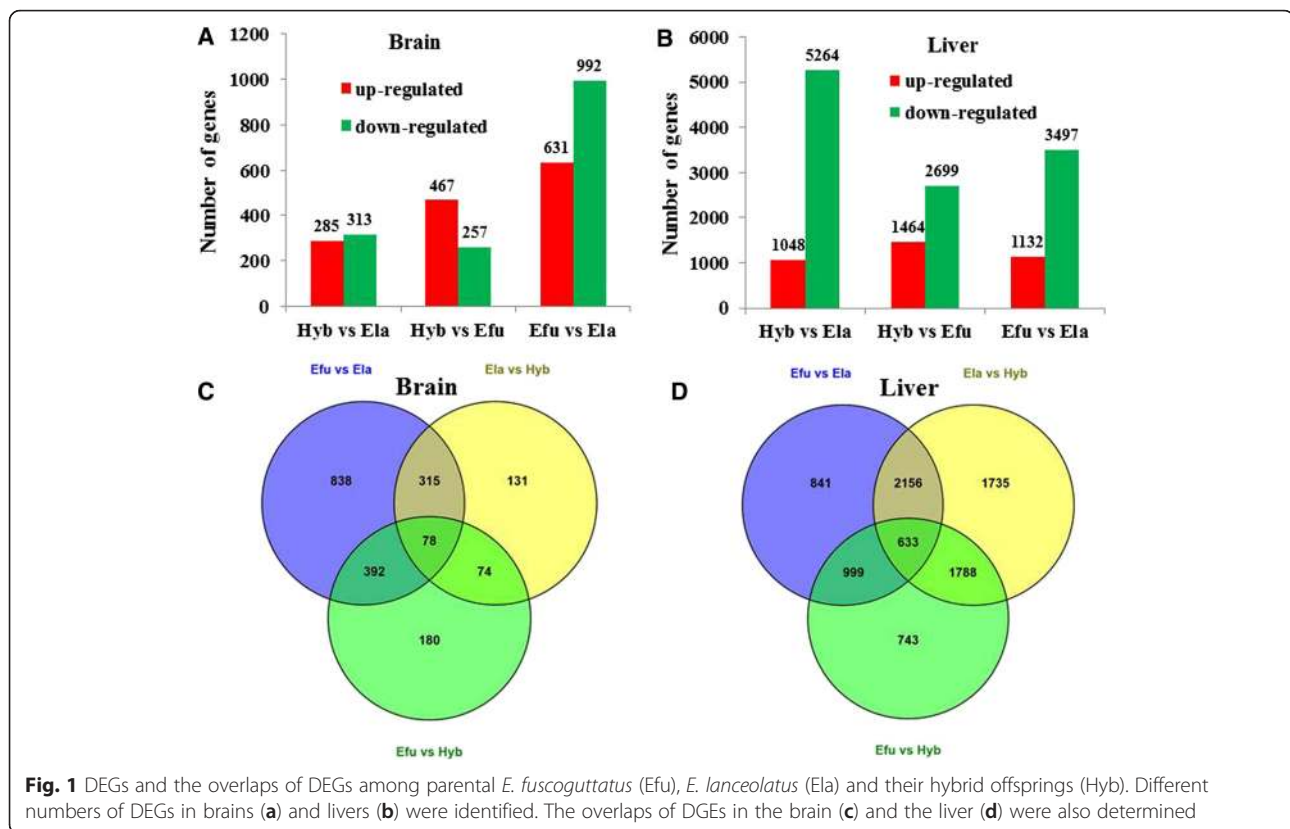 A
Brain
1200
1000
800
600
400
200
0
Number of genes
up-regulated
down-regulated
285
313
467
257
631
992
Hyb vs Ela
Hyb vs Efu
Efu vs Ela
B
Liver
6000
5000
4000
3000
2000
1000
0
Number of genes
up-regulated
down-regulated
1048
5264
1464
2699
1132
3497
Hyb vs Ela
Hyb vs Efu
Efu vs Ela
C
Brain
Efu vs Ela
Ela vs Hyb
838
315
131
78
392
74
180
Efu vs Hyb
D
Liver
Efu vs Ela
Ela vs Hyb
841
2156
1735
633
999
1788
743
Efu vs Hyb
Fig. 1 DEGs and the overlaps of DEGs among parental E. fuscoguttatus (Efu), E. lanceolatus (Ela) and their hybrid offsprings (Hyb). Different
numbers of DEGs in brains (a) and livers (b) were identified. The overlaps of DGEs in the brain (c) and the liver (d) were also determined